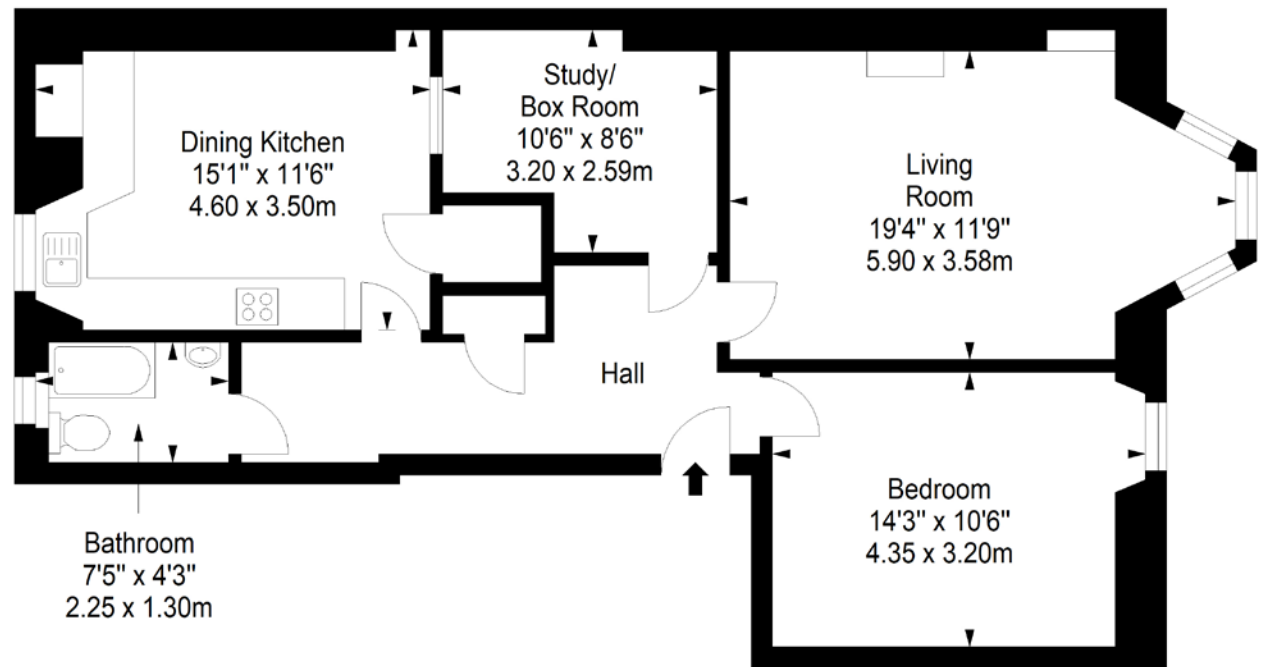 Dining Kitchen
15'1" x 11'6"
4.60 x 3.50m
Study/
Box Room
10'6" x 8'6"
3.20 x 2.59m
Living
Room
19'4" x 11'9"
5.90 x 3.58m
Hall
Bedroom
14'3" x 10'6"
4.35 x 3.20m
Bathroom
7'5" x 4'3"
2.25 x 1.30m